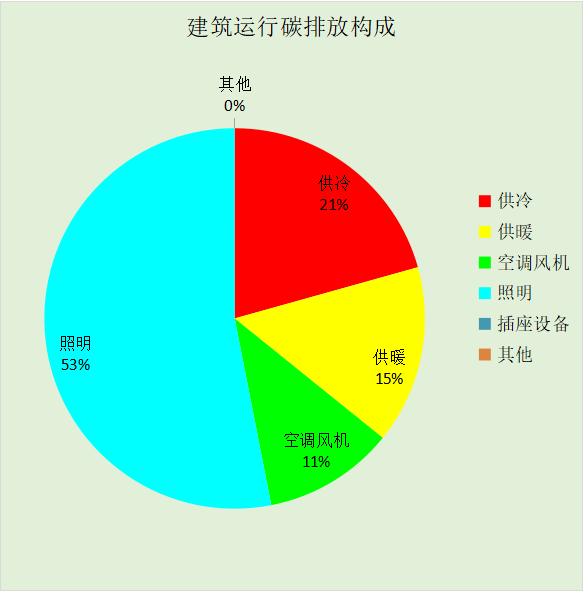 建筑运行碳排放构成
其他
0%
供冷
21%
供暖
15%
空调风机
11%
照明
53%
供冷
供暖
空调风机
照明
插座设备
其他